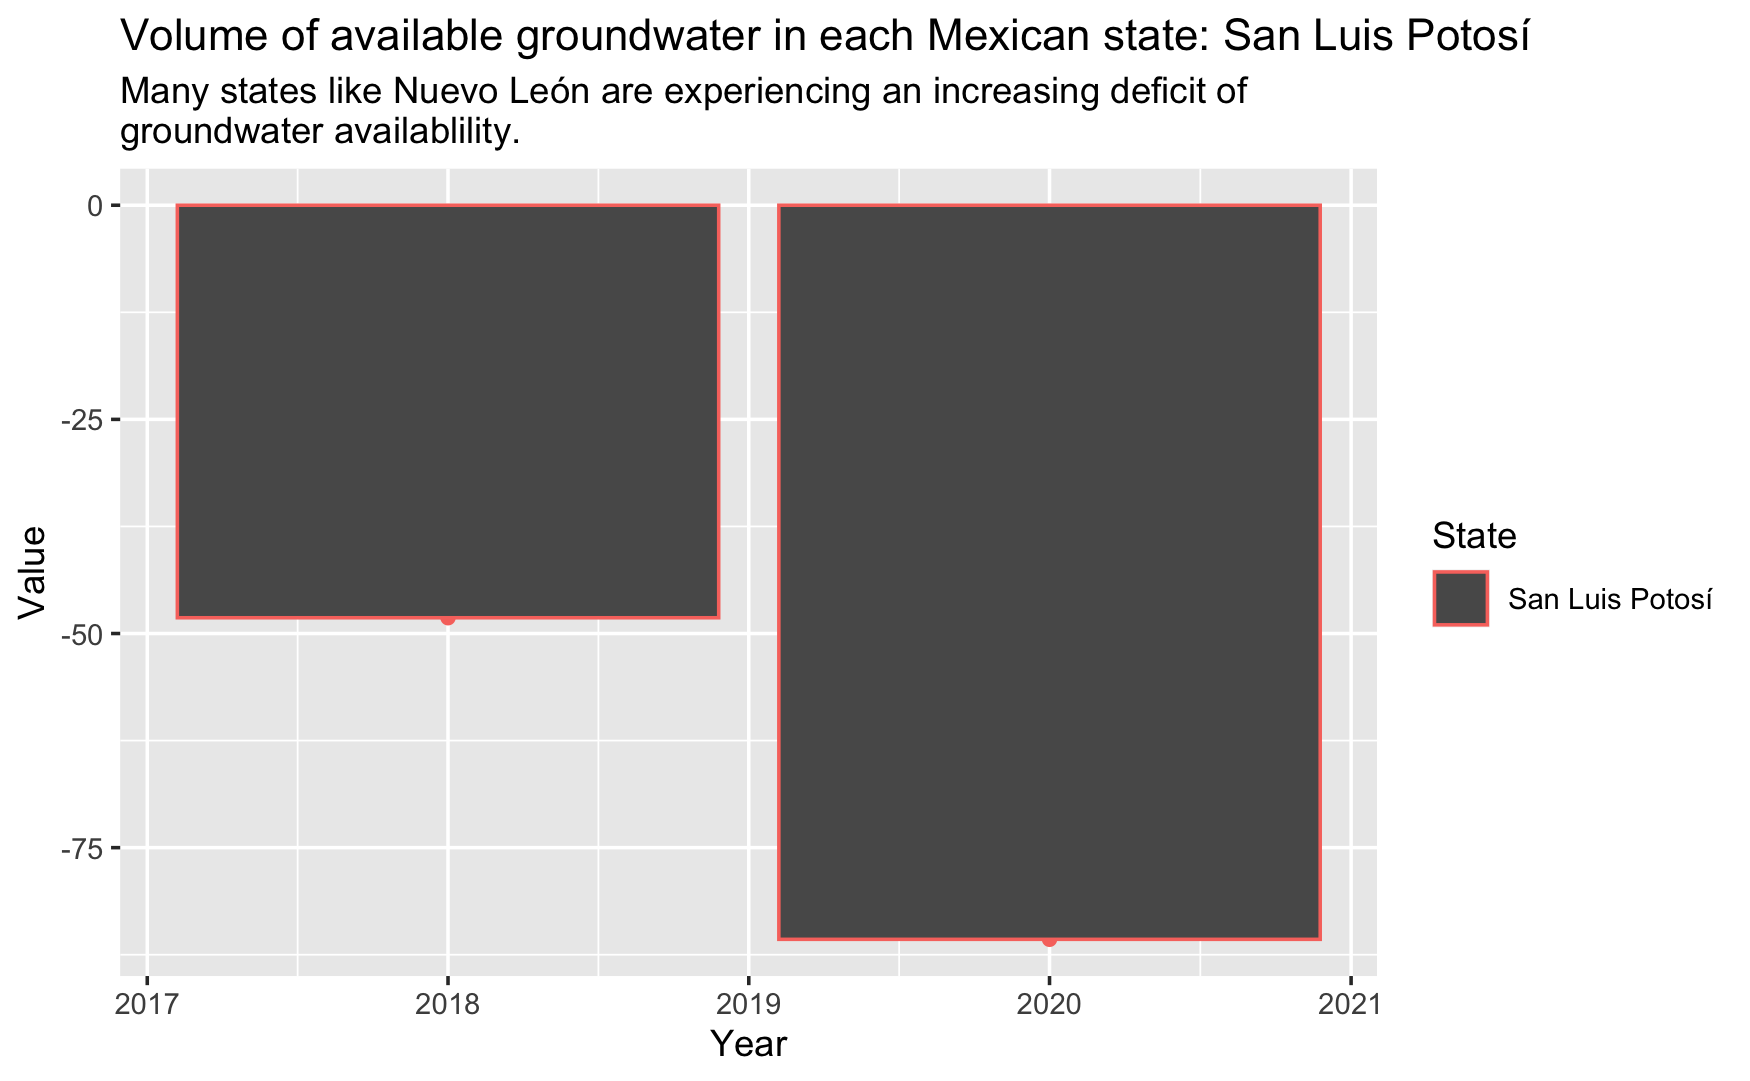 Volume of available groundwater in each Mexican state: San Luis Potosí
Many states like Nuevo León are experiencing an increasing deficit of
groundwater availablility.
0
-25
-50
-75
Value
2017
2018
2019
2020
2021
Year
State
San Luis Potosí